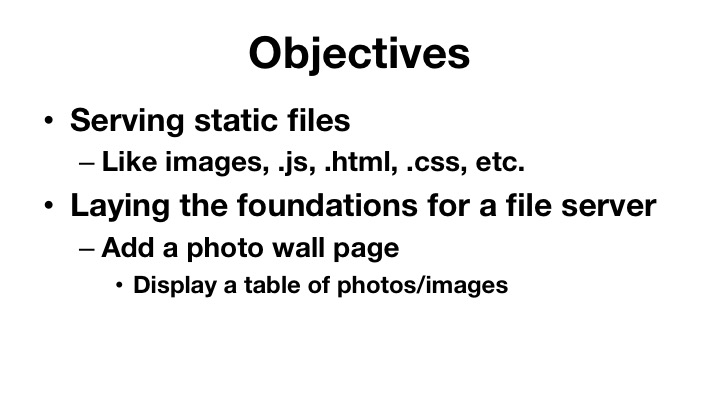 Objectives
• Serving static files
– Like images, .js, .html, .css, etc.
• Laying the foundations for a file server
– Add a photo wall page
• Display a table of photos/images